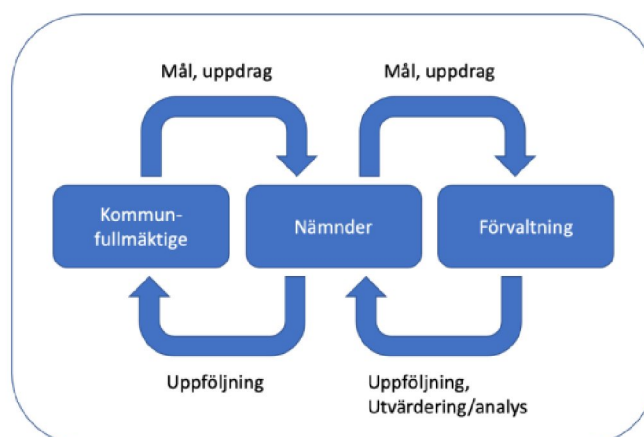 Mål, uppdrag
Mål, uppdrag
Kommun-
fullmäktige
Nämnder
Förvaltning
Uppföljning
Uppföljning,
Utvärdering/analys